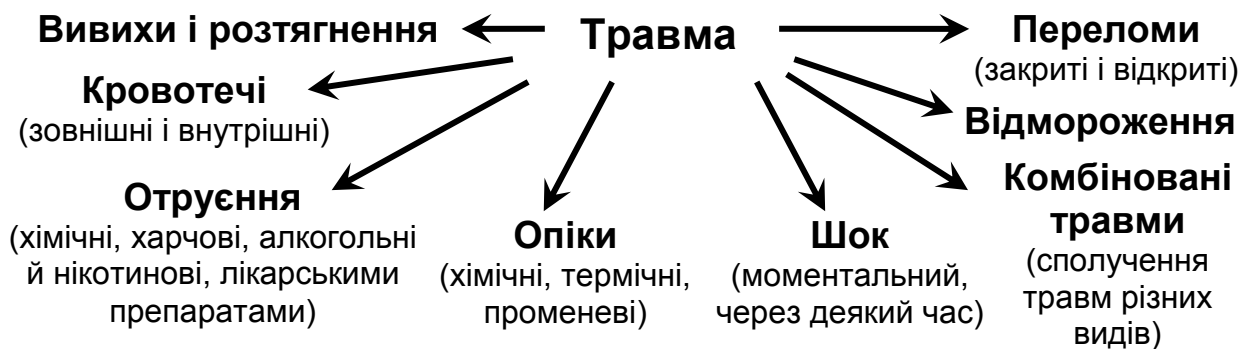 Травма
Вивихи і розтягнення
Кровотечі
(зовнішні і внутрішні)
Отруєння
(хімічні, харчові, алкогольні
й нікотинові, лікарськими
препаратами)
Опіки
(хімічні, термічні,
променеві)
Шок
(моментальний,
через деякий час)
Переломи
(закриті і відкриті)
Відмороження
Комбіновані
травми
(сполучення
травм різних
видів)